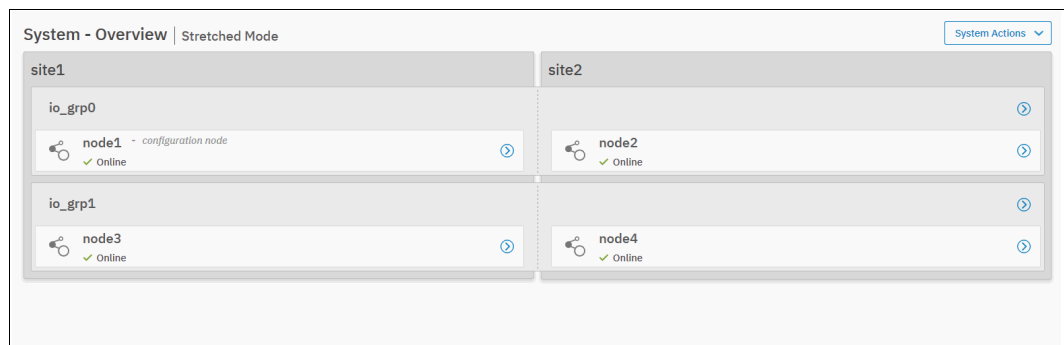 System - Overview | Stretched Mode
System Actions
site1
site2
io_grp0
node1 - configuration node
Online
node2
Online
io_grp1
node3
Online
node4
Online